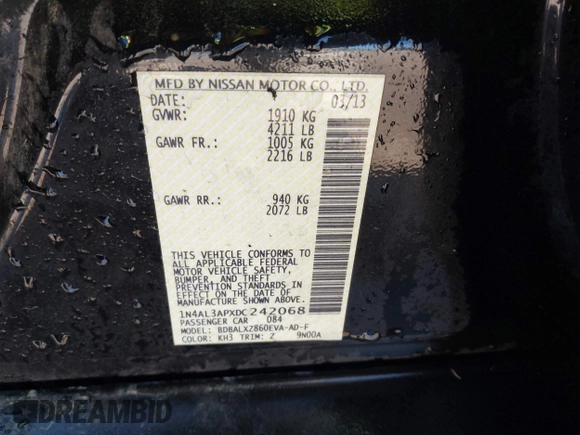 MFD BY NISSAN MOTOR CO., LTD.
DATE: 03/13
GVWR: 1910 KG
4211 LB
GAWR FR.: 1005 KG
2216 LB
GAWR RR.: 940 KG
2072 LB
THIS VEHICLE CONFORMS TO
ALL APPLICABLE FEDERAL
MOTOR VEHICLE SAFETY,
BUMPER, AND THEFT
PREVENTION STANDARDS
IN EFFECT ON THE DATE OF
MANUFACTURE SHOWN ABOVE.
1N4AL3APXDC242068
PASSENGER CAR 084
MODEL: BDBALXZ860EVA-AD-F
COLOR: KH3 TRIM: Z 9N00A
DREAMBID